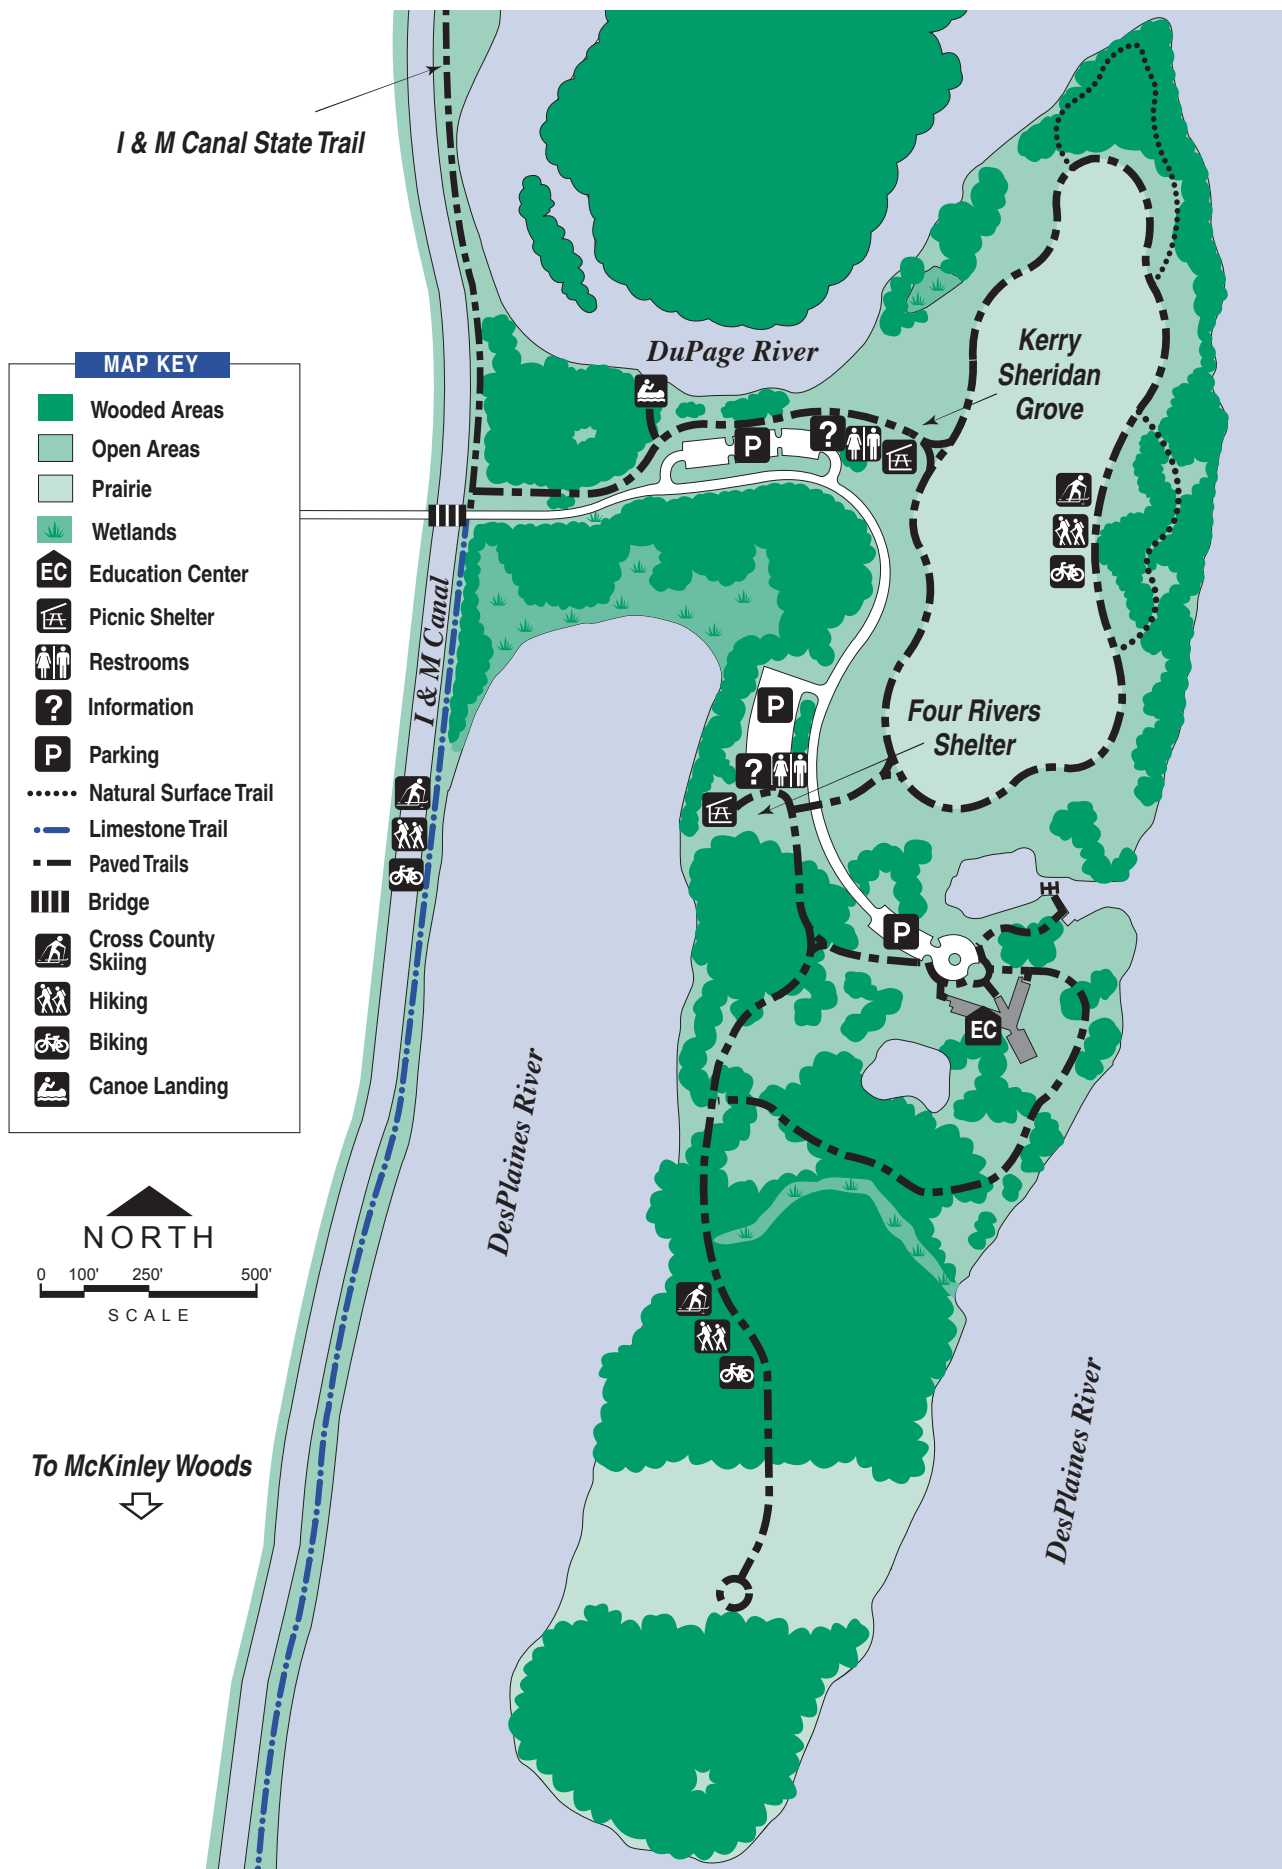 I & M Canal State Trail
DuPage River
Kerry
Sheridan
Grove
MAP KEY
Wooded Areas
Open Areas
Prairie
Wetlands
EC
Education Center
Picnic Shelter
Restrooms
?
Information
P
Parking
Natural Surface Trail
Limestone Trail
Paved Trails
Bridge
Cross County
Skiing
Hiking
Biking
Canoe Landing
P
?
I & M Canal
P
?
Four Rivers
Shelter
P
EC
DesPlaines River
DesPlaines River
NORTH
0 100' 250' 500'
SCALE
To McKinley Woods